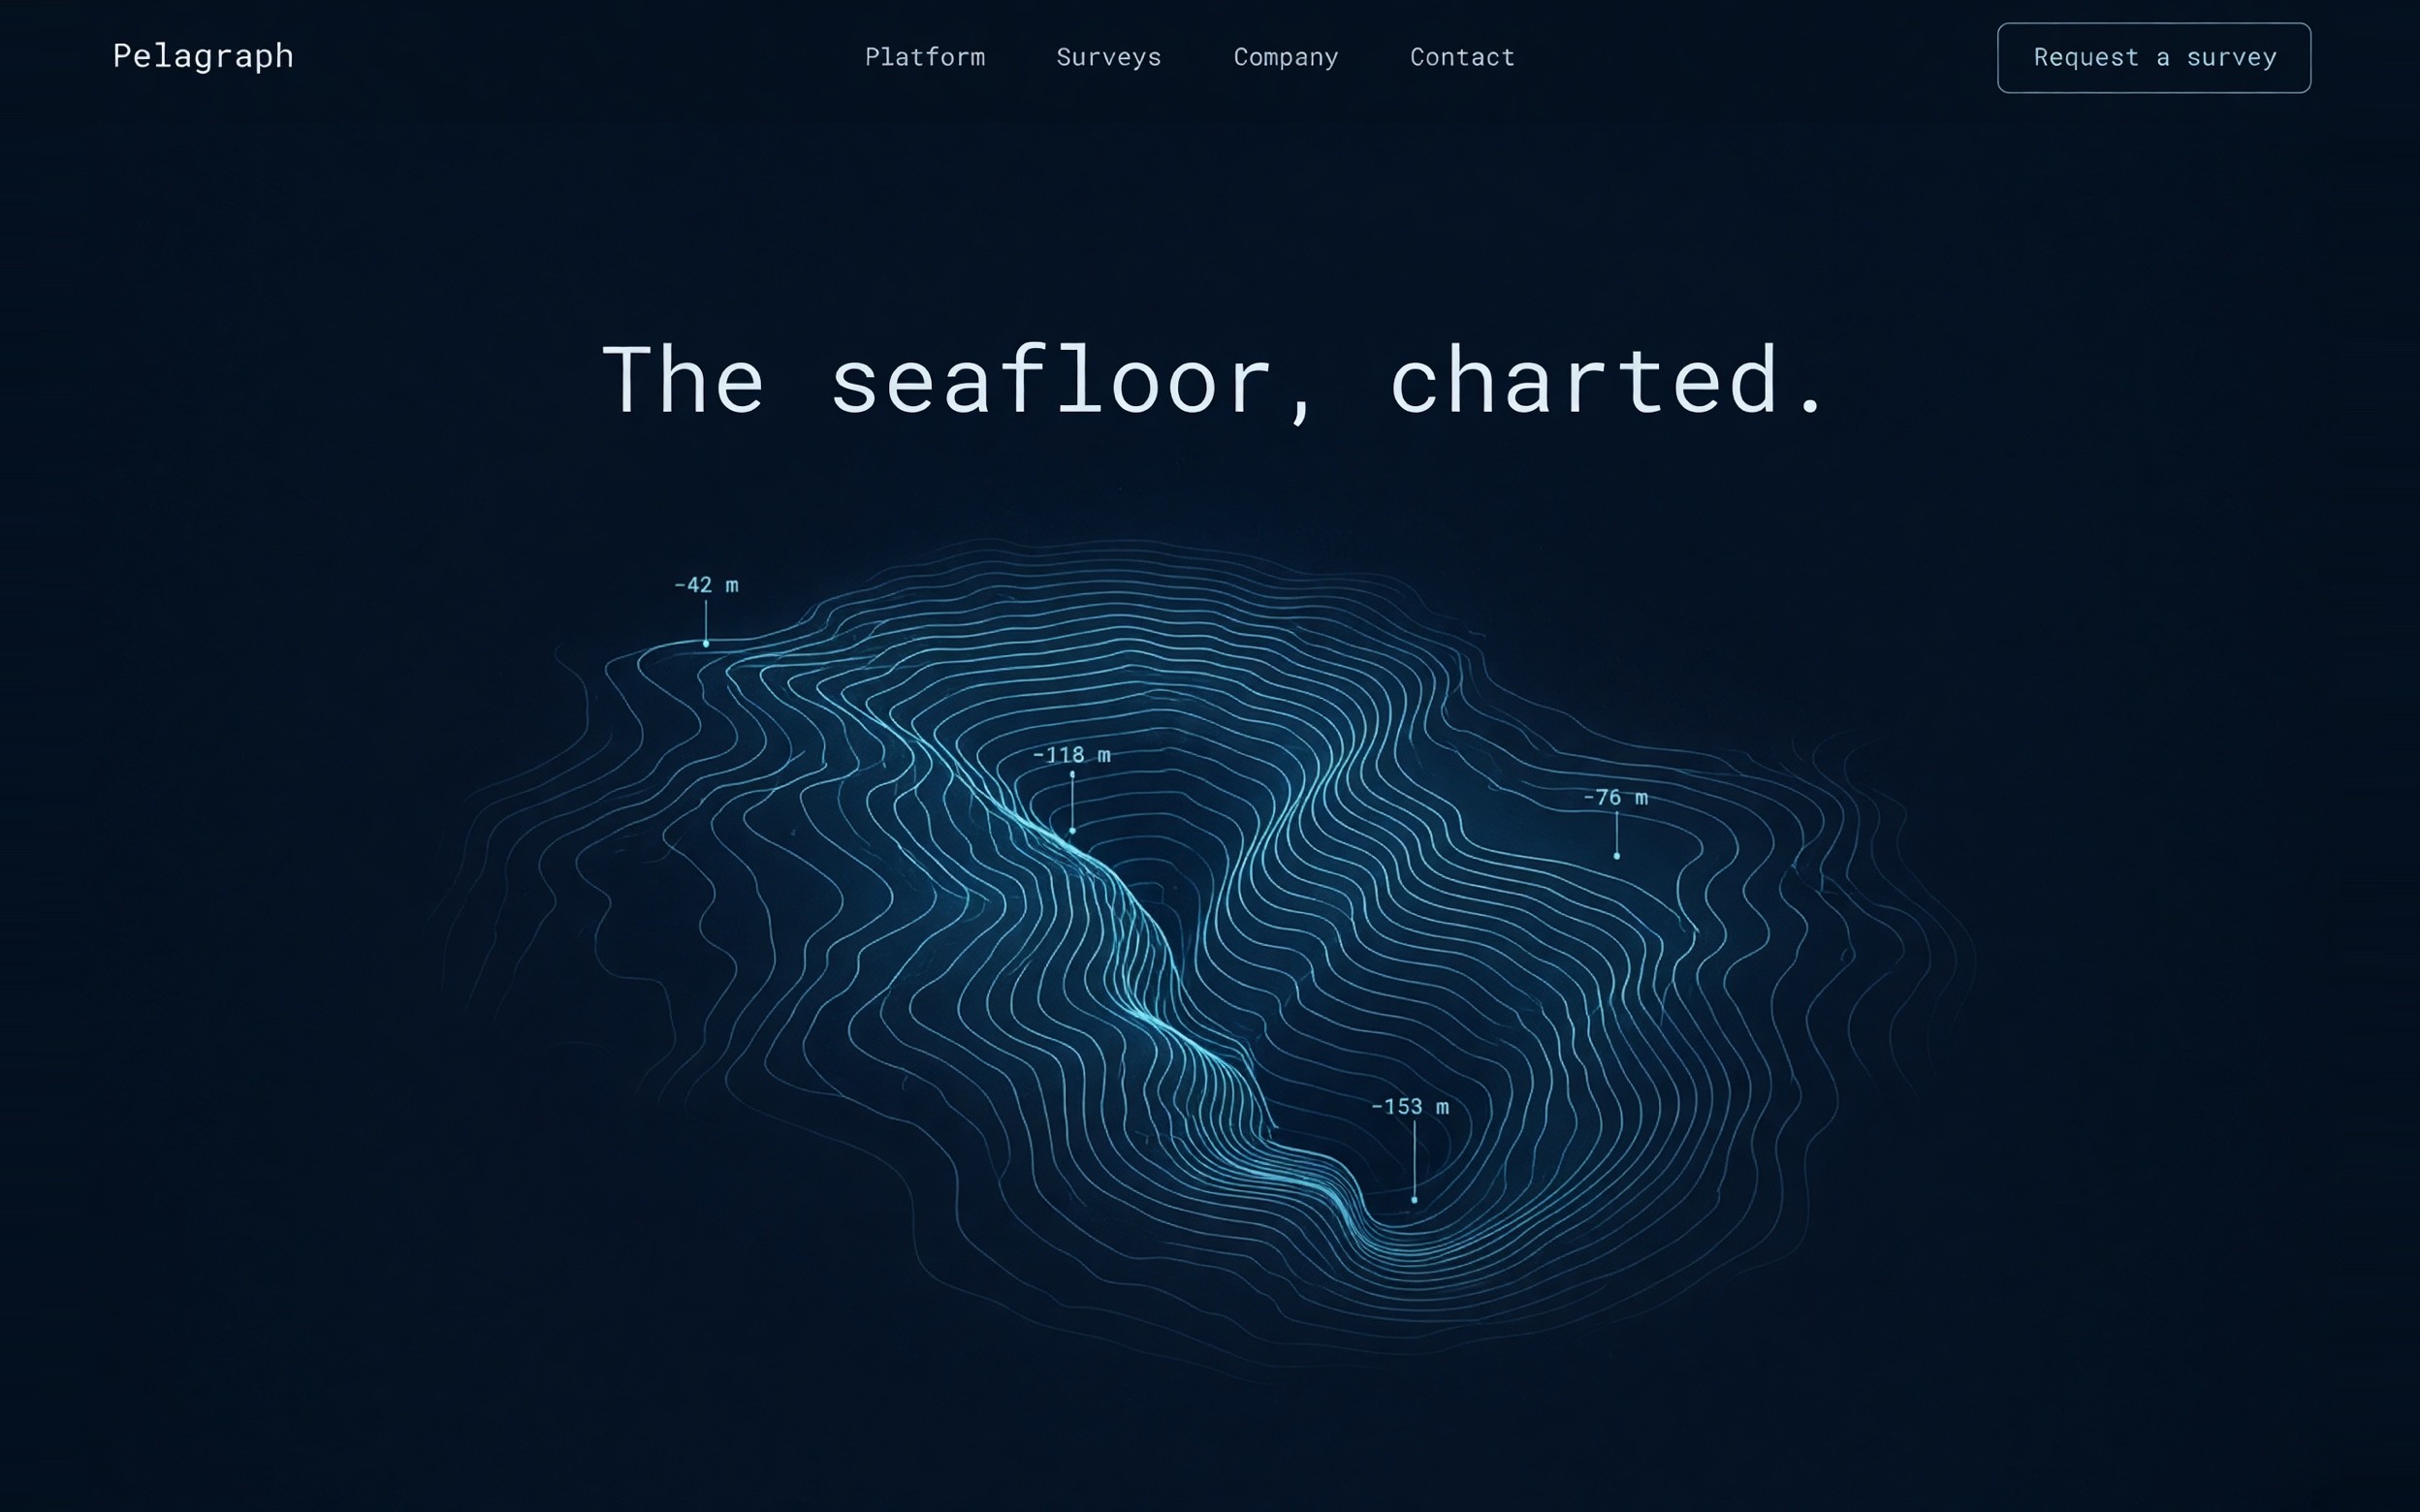 Pelagraph
Platform Surveys Company Contact
Request a survey
The seafloor, charted.
-42 m
-118 m
-76 m
-153 m